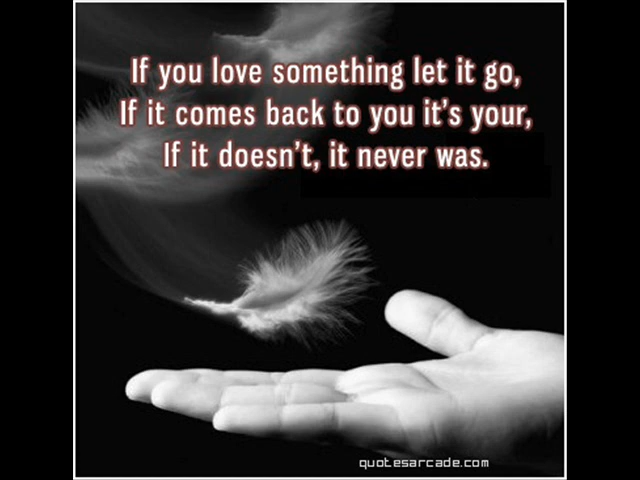 If you love something let it go,
If it comes back to you it's your,
If it doesn't, it never was.
quotesarcade.com